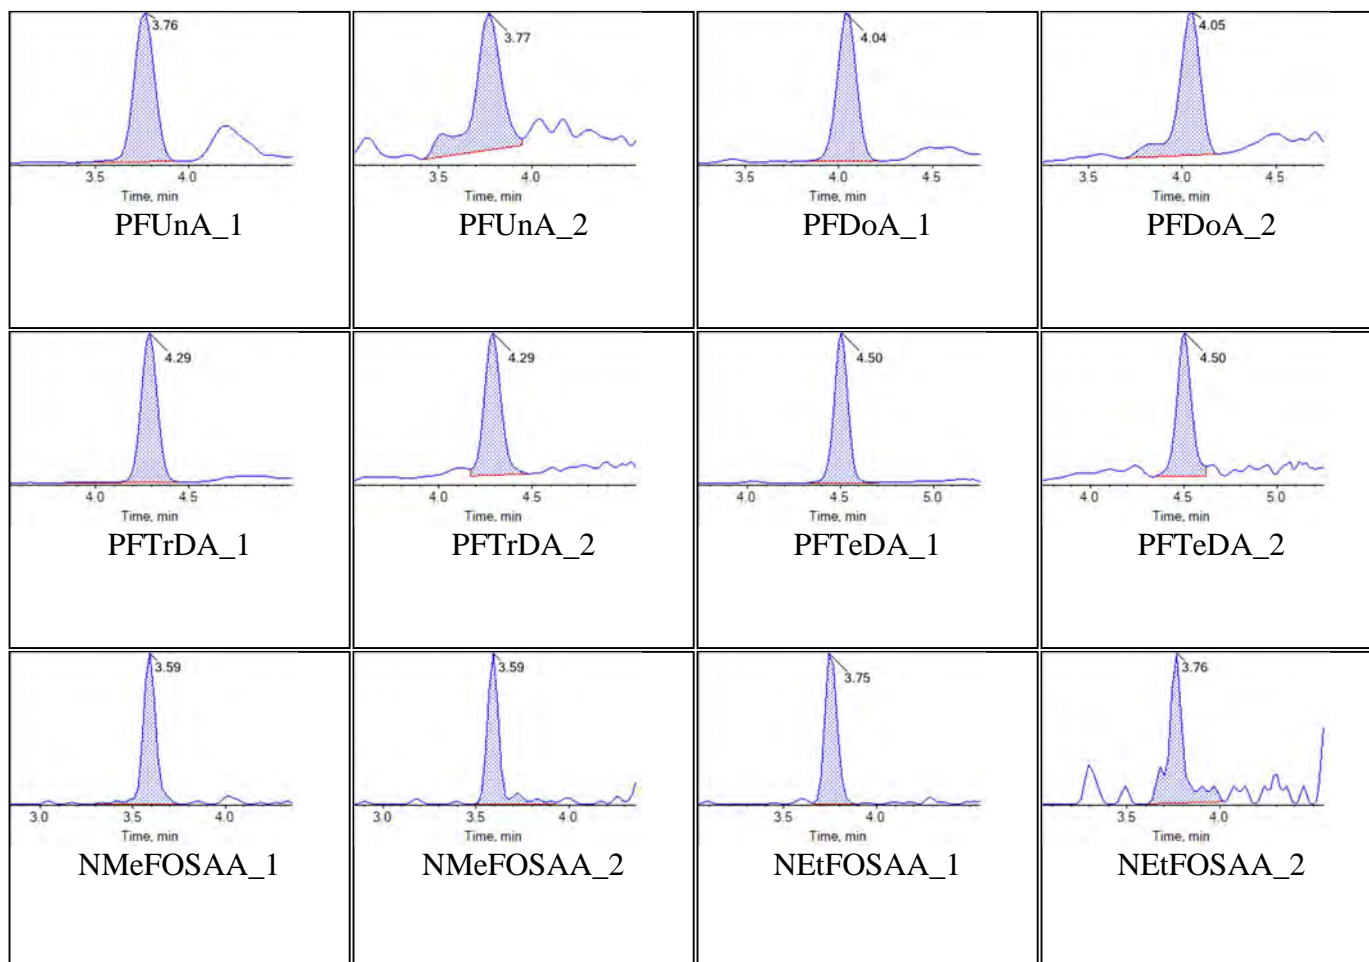 3.76
3.5 4.0
Time, min
PFUnA_1
3.77
3.5 4.0
Time, min
PFUnA_2
4.04
3.5 4.0 4.5
Time, min
PFDoA_1
4.05
3.5 4.0 4.5
Time, min
PFDoA_2
4.29
4.0 4.5
Time, min
PFTrDA_1
4.29
4.0 4.5
Time, min
PFTrDA_2
4.50
4.0 4.5 5.0
Time, min
PFTeDA_1
4.50
4.0 4.5 5.0
Time, min
PFTeDA_2
3.59
3.0 3.5 4.0
Time, min
NMeFOSAA_1
3.59
3.0 3.5 4.0
Time, min
NMeFOSAA_2
3.75
3.5 4.0
Time, min
NEtFOSAA_1
3.76
3.5 4.0
Time, min
NEtFOSAA_2